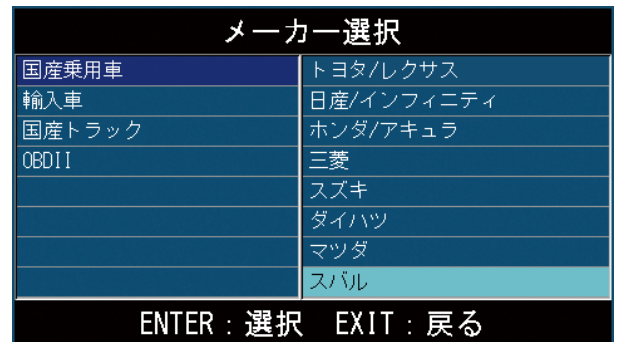 メーカー選択
国産乗用車
輸入車
国産トラック
OBDII
トヨタ/レクサス
日産/インフィニティ
ホンダ/アキュラ
三菱
スズキ
ダイハツ
マツダ
スバル
ENTER：選択　EXIT：戻る